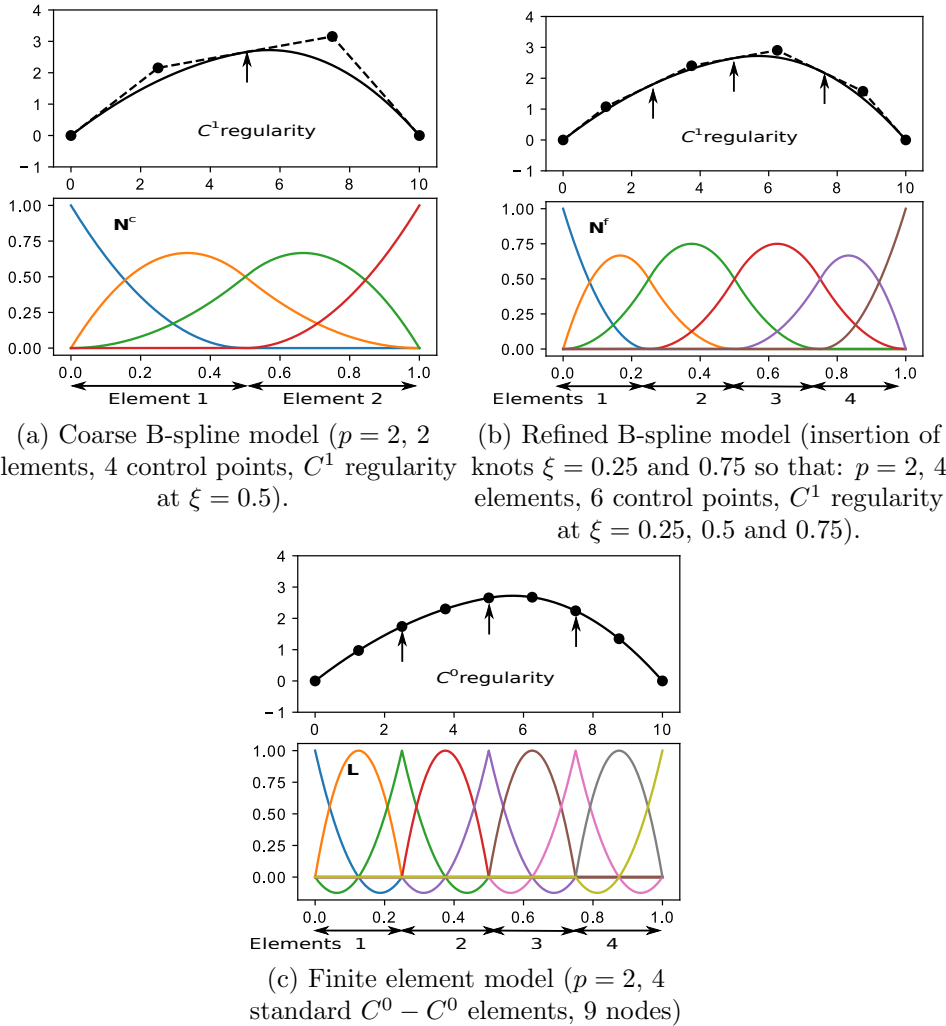 4
3
2
1
0
−1
C¹regularity
0 2 4 6 8 10
1.00
0.75
0.50
0.25
0.00
Nᶜ
0.0 0.2 0.4 0.6 0.8 1.0
Element 1 Element 2
(a) Coarse B-spline model (p = 2, 2
lements, 4 control points, C¹ regularity
at ξ = 0.5).
4
3
2
1
0
−1
C¹regularity
0 2 4 6 8 10
1.00
0.75
0.50
0.25
0.00
Nᶠ
0.0 0.2 0.4 0.6 0.8 1.0
Elements 1 2 3 4
(b) Refined B-spline model (insertion of
knots ξ = 0.25 and 0.75 so that: p = 2, 4
elements, 6 control points, C¹ regularity
at ξ = 0.25, 0.5 and 0.75).
4
3
2
1
0
−1
C⁰regularity
0 2 4 6 8 10
1.00
0.75
0.50
0.25
0.00
L
0.0 0.2 0.4 0.6 0.8 1.0
Elements 1 2 3 4
(c) Finite element model (p = 2, 4
standard C⁰ − C⁰ elements, 9 nodes)